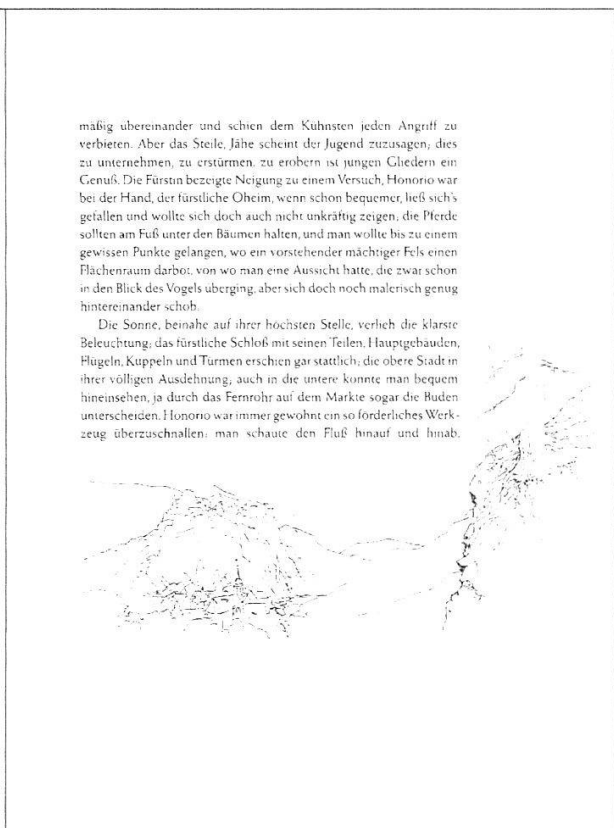 mäßig übereinander und schien dem Kühnsten jeden Angriff zu
verbieten. Aber das Steile, Jähe scheint der Jugend zuzusagen; dies
zu unternehmen, zu erstürmen, zu erobern ist jungen Gliedern ein
Genuß. Die Fürstin bezeigte Neigung zu einem Versuch, Honorio war
bei der Hand, der fürstliche Oheim, wenn schon bequemer, ließ sich's
gefallen und wollte sich doch auch nicht unkräftig zeigen; die Pferde
sollten am Fuß unter den Bäumen halten, und man wollte bis zu einem
gewissen Punkte gelangen, wo ein vorstehender mächtiger Fels einen
Flächenraum darbot, von wo man eine Aussicht hatte, die zwar schon
in den Blick des Vogels überging, aber sich doch noch malerisch genug
hintereinander schob.
Die Sonne, beinahe auf ihrer höchsten Stelle, verlieh die klarste
Beleuchtung; das fürstliche Schloß mit seinen Teilen, Hauptgebäuden,
Flügeln, Kuppeln und Türmen erschien gar stattlich; die obere Stadt in
ihrer völligen Ausdehnung; auch in die untere konnte man bequem
hineinsehen, ja durch das Fernrohr auf dem Markte sogar die Buden
unterscheiden. Honorio war immer gewohnt ein so förderliches Werk-
zeug überzuschnallen; man schaute den Fluß hinauf und hinab,